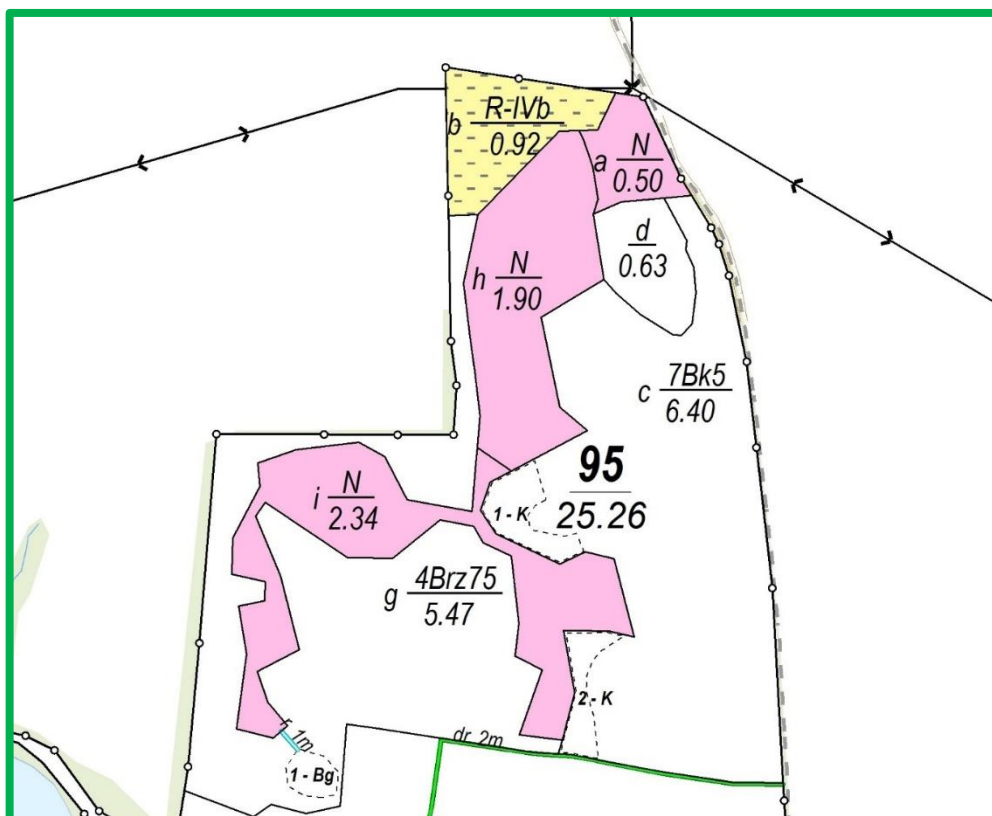 b R-IVb
0.92
a N
0.50
d
0.63
h N
1.90
c 7Bk5
6.40
95
25.26
i N
2.34
1 - K
g 4Brz75
5.47
2 - K
r 1m
dr. 2m
1 - Bg